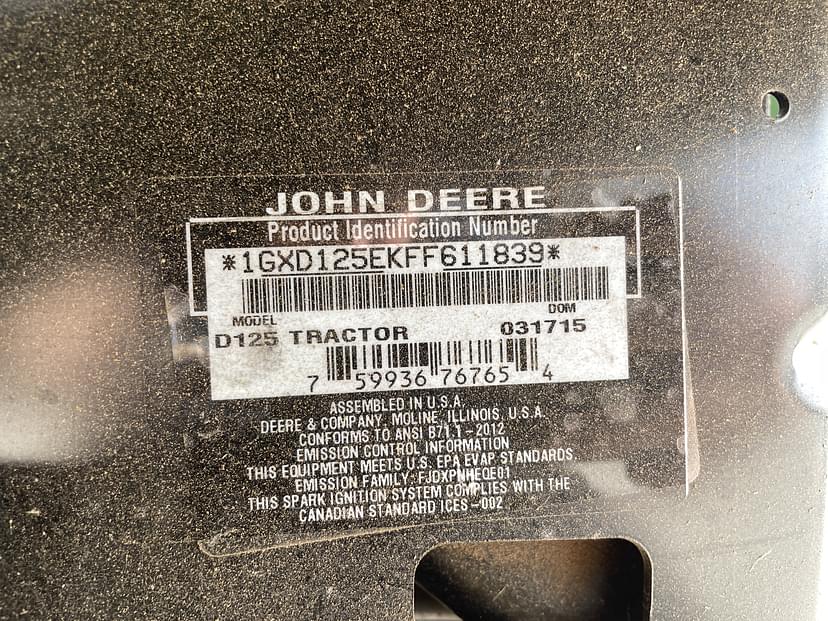 JOHN DEERE
Product Identification Number
*1GXD125EKFF611839*
MODEL DOM
D125 TRACTOR 031715
7 59936 76765 4
ASSEMBLED IN U.S.A.
DEERE & COMPANY, MOLINE, ILLINOIS, U.S.A.
CONFORMS TO ANSI B71.1-2012
EMISSION CONTROL INFORMATION
THIS EQUIPMENT MEETS U.S. EPA EVAP STANDARDS.
EMISSION FAMILY: FJDXPNHEQE01
THIS SPARK IGNITION SYSTEM COMPLIES WITH THE
CANADIAN STANDARD ICES-002